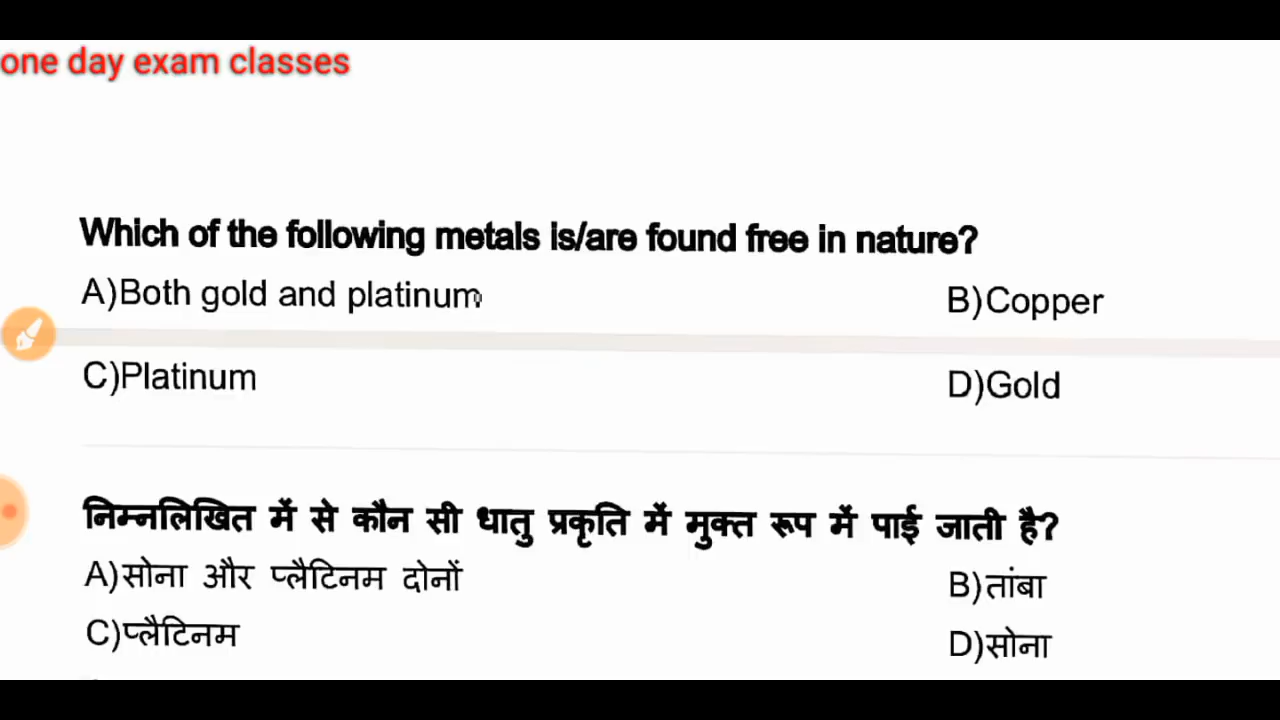 one day exam classes
Which of the following metals is/are found free in nature?
A)Both gold and platinum B)Copper
C)Platinum D)Gold
निम्नलिखित में से कौन सी धातु प्रकृति में मुक्त रूप में पाई जाती है?
A)सोना और प्लैटिनम दोनों B)तांबा
C)प्लैटिनम D)सोना